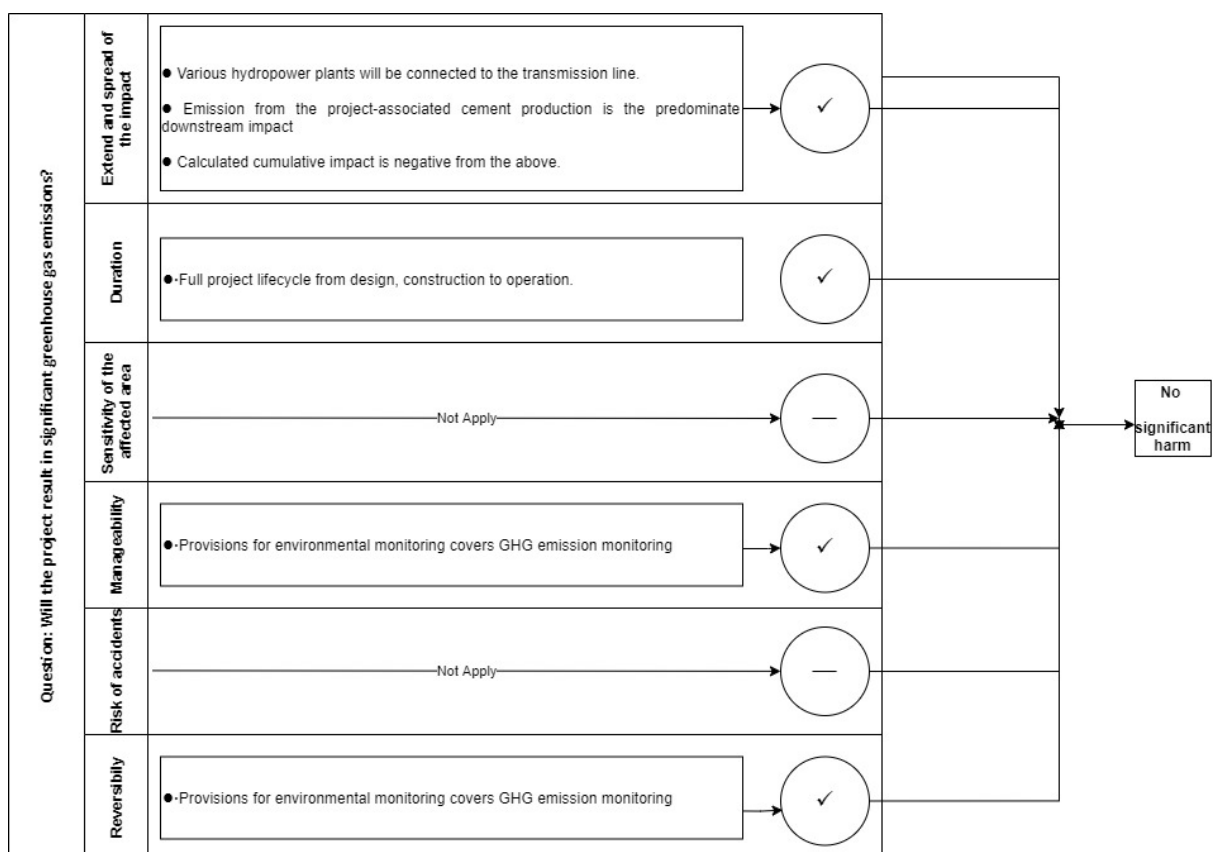 Question: Will the project result in significant greenhouse gas emissions?
Extend and spread of
the impact
● Various hydropower plants will be connected to the transmission line.
● Emission from the project-associated cement production is the predominate
downstream impact
● Calculated cumulative impact is negative from the above.
✓
Duration
●·Full project lifecycle from design, construction to operation.
✓
Sensitivity of the
affected area
Not Apply
—
Manageability
●·Provisions for environmental monitoring covers GHG emission monitoring
✓
Risk of accidents
Not Apply
—
Reversibily
●·Provisions for environmental monitoring covers GHG emission monitoring
✓
No
significant
harm